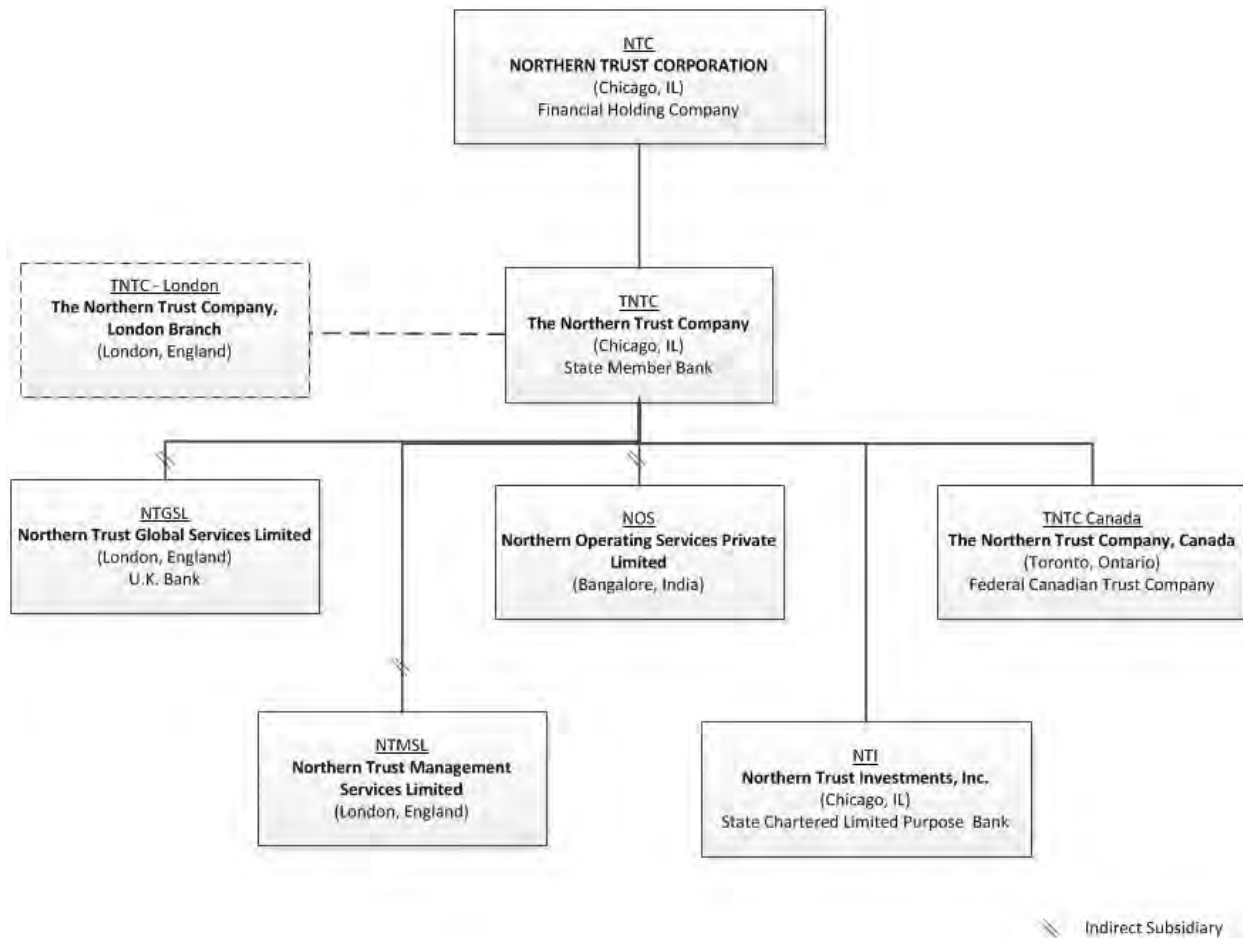 NTC
NORTHERN TRUST CORPORATION
(Chicago, IL)
Financial Holding Company
TNTC - London
The Northern Trust Company,
London Branch
(London, England)
TNTC
The Northern Trust Company
(Chicago, IL)
State Member Bank
NTGSL
Northern Trust Global Services Limited
(London, England)
U.K. Bank
NOS
Northern Operating Services Private
Limited
(Bangalore, India)
TNTC Canada
The Northern Trust Company, Canada
(Toronto, Ontario)
Federal Canadian Trust Company
NTMSL
Northern Trust Management
Services Limited
(London, England)
NTI
Northern Trust Investments, Inc.
(Chicago, IL)
State Chartered Limited Purpose Bank
Indirect Subsidiary